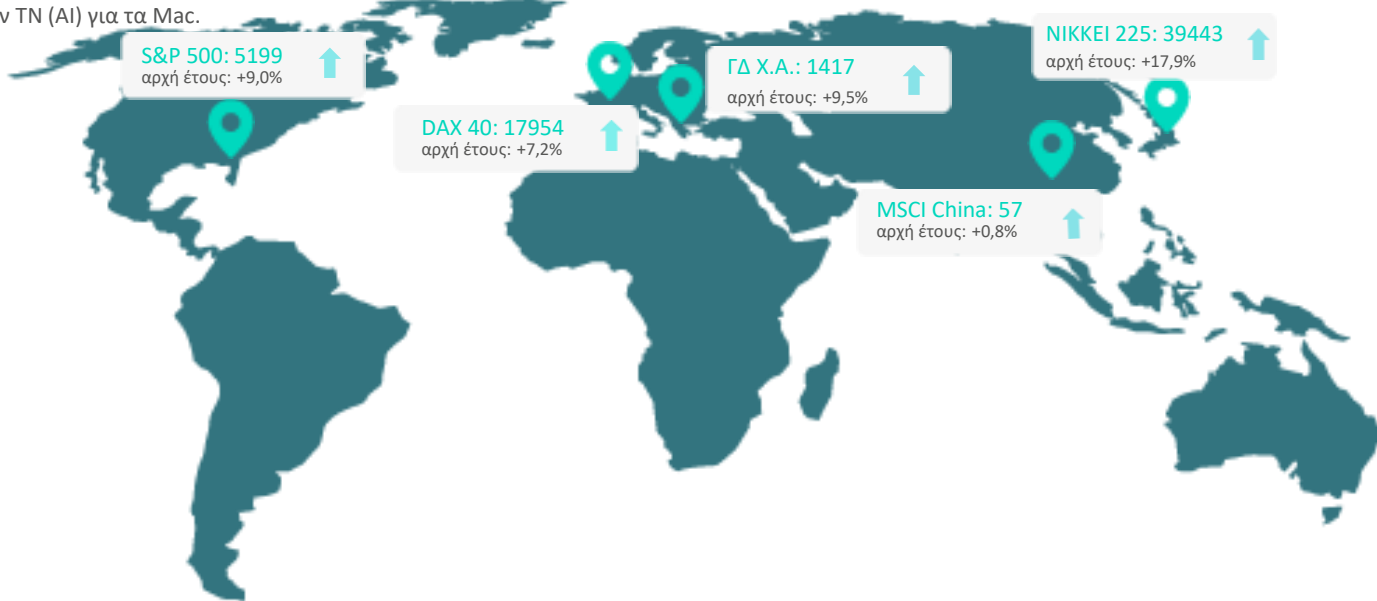 ν ΤΝ (AI) για τα Mac.
S&P 500: 5199
αρχή έτους: +9,0%
NIKKEI 225: 39443
αρχή έτους: +17,9%
ΓΔ Χ.Α.: 1417
αρχή έτους: +9,5%
DAX 40: 17954
αρχή έτους: +7,2%
MSCI China: 57
αρχή έτους: +0,8%